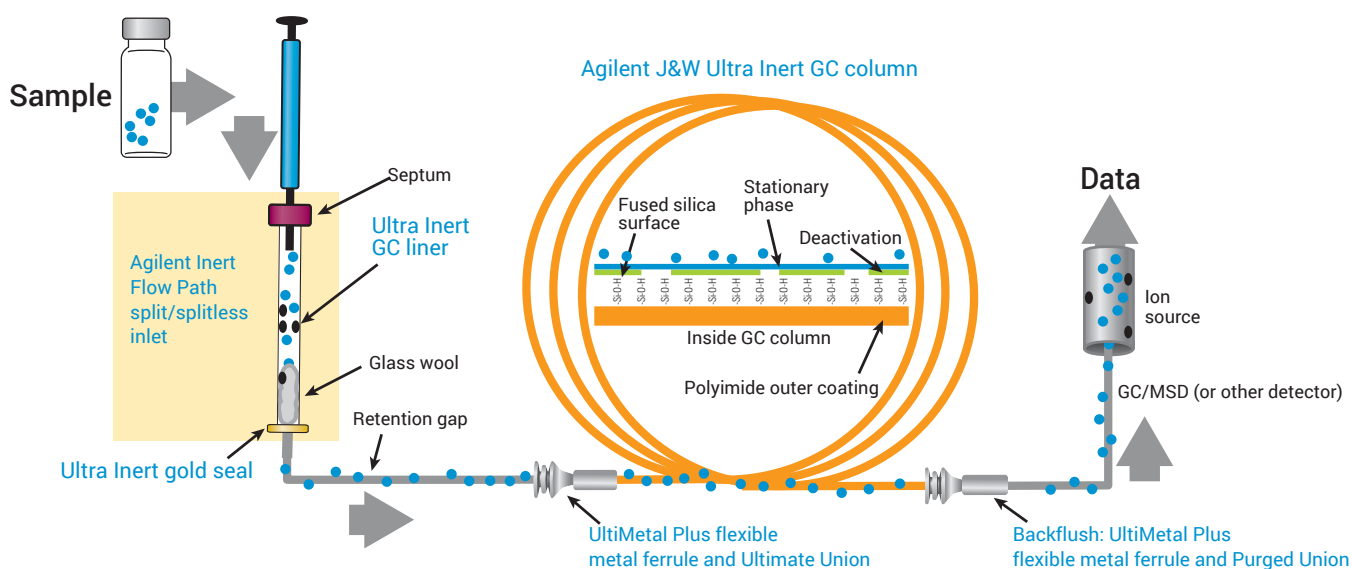 Agilent J&W Ultra Inert GC column
Sample
Septum
Ultra Inert
GC liner
Agilent Inert
Flow Path
split/splitless
inlet
Glass wool
Retention gap
Ultra Inert gold seal
UltiMetal Plus flexible
metal ferrule and Ultimate Union
Fused silica
surface
Stationary
phase
Deactivation
-Si-O-H
-Si-O-H
-Si-O-H
-Si-O-H
-Si-O-H
-Si-O-H
-Si-O-H
-Si-O-H
-Si-O-H
-Si-O-H
-Si-O-H
-Si-O-H
-Si-O-H
Inside GC column
Polyimide outer coating
Data
Ion
source
GC/MSD (or other detector)
Backflush: UltiMetal Plus
flexible metal ferrule and Purged Union